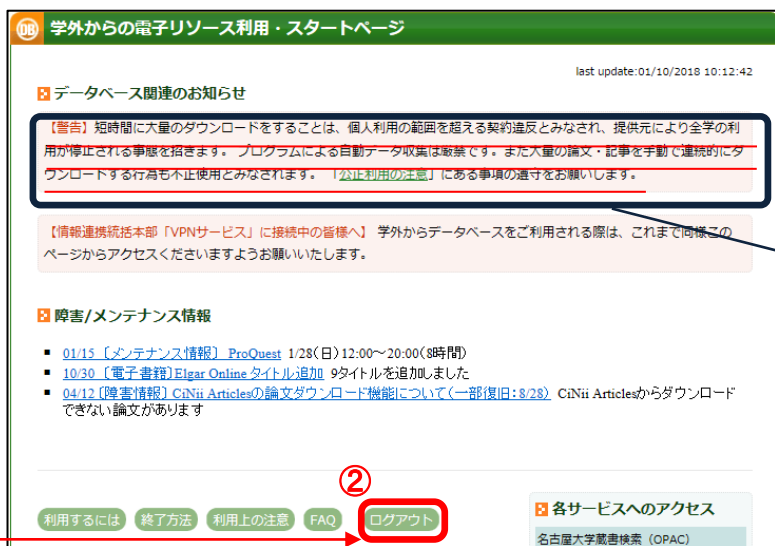 DB 学外からの電子リソース利用・スタートページ
last update:01/10/2018 10:12:42
データベース関連のお知らせ
【警告】短時間に大量のダウンロードをすることは、個人利用の範囲を超える契約違反とみなされ、提供元により全学の利
用が停止される事態を招きます。 プログラムによる自動データ収集は厳禁です。また大量の論文・記事を手動で連続的にダ
ウンロードする行為も不正使用とみなされます。 「公正利用の注意」にある事項の遵守をお願いします。
【情報連携統括本部「VPNサービス」に接続中の皆様へ】 学外からデータベースをご利用される際は、これまで同様この
ページからアクセスくださいますようお願いいたします。
障害/メンテナンス情報
■ 01/15 〔メンテナンス情報〕 ProQuest 1/28(日)12:00～20:00(8時間)
■ 10/30 〔電子書籍〕Elgar Online タイトル追加 9タイトルを追加しました
■ 04/12〔障害情報〕CiNii Articlesの論文ダウンロード機能について(一部復旧:8/28) CiNii Articlesからダウンロード
できない論文があります
②
利用するには 終了方法 利用上の注意 FAQ ログアウト
各サービスへのアクセス
名古屋大学蔵書検索（OPAC）